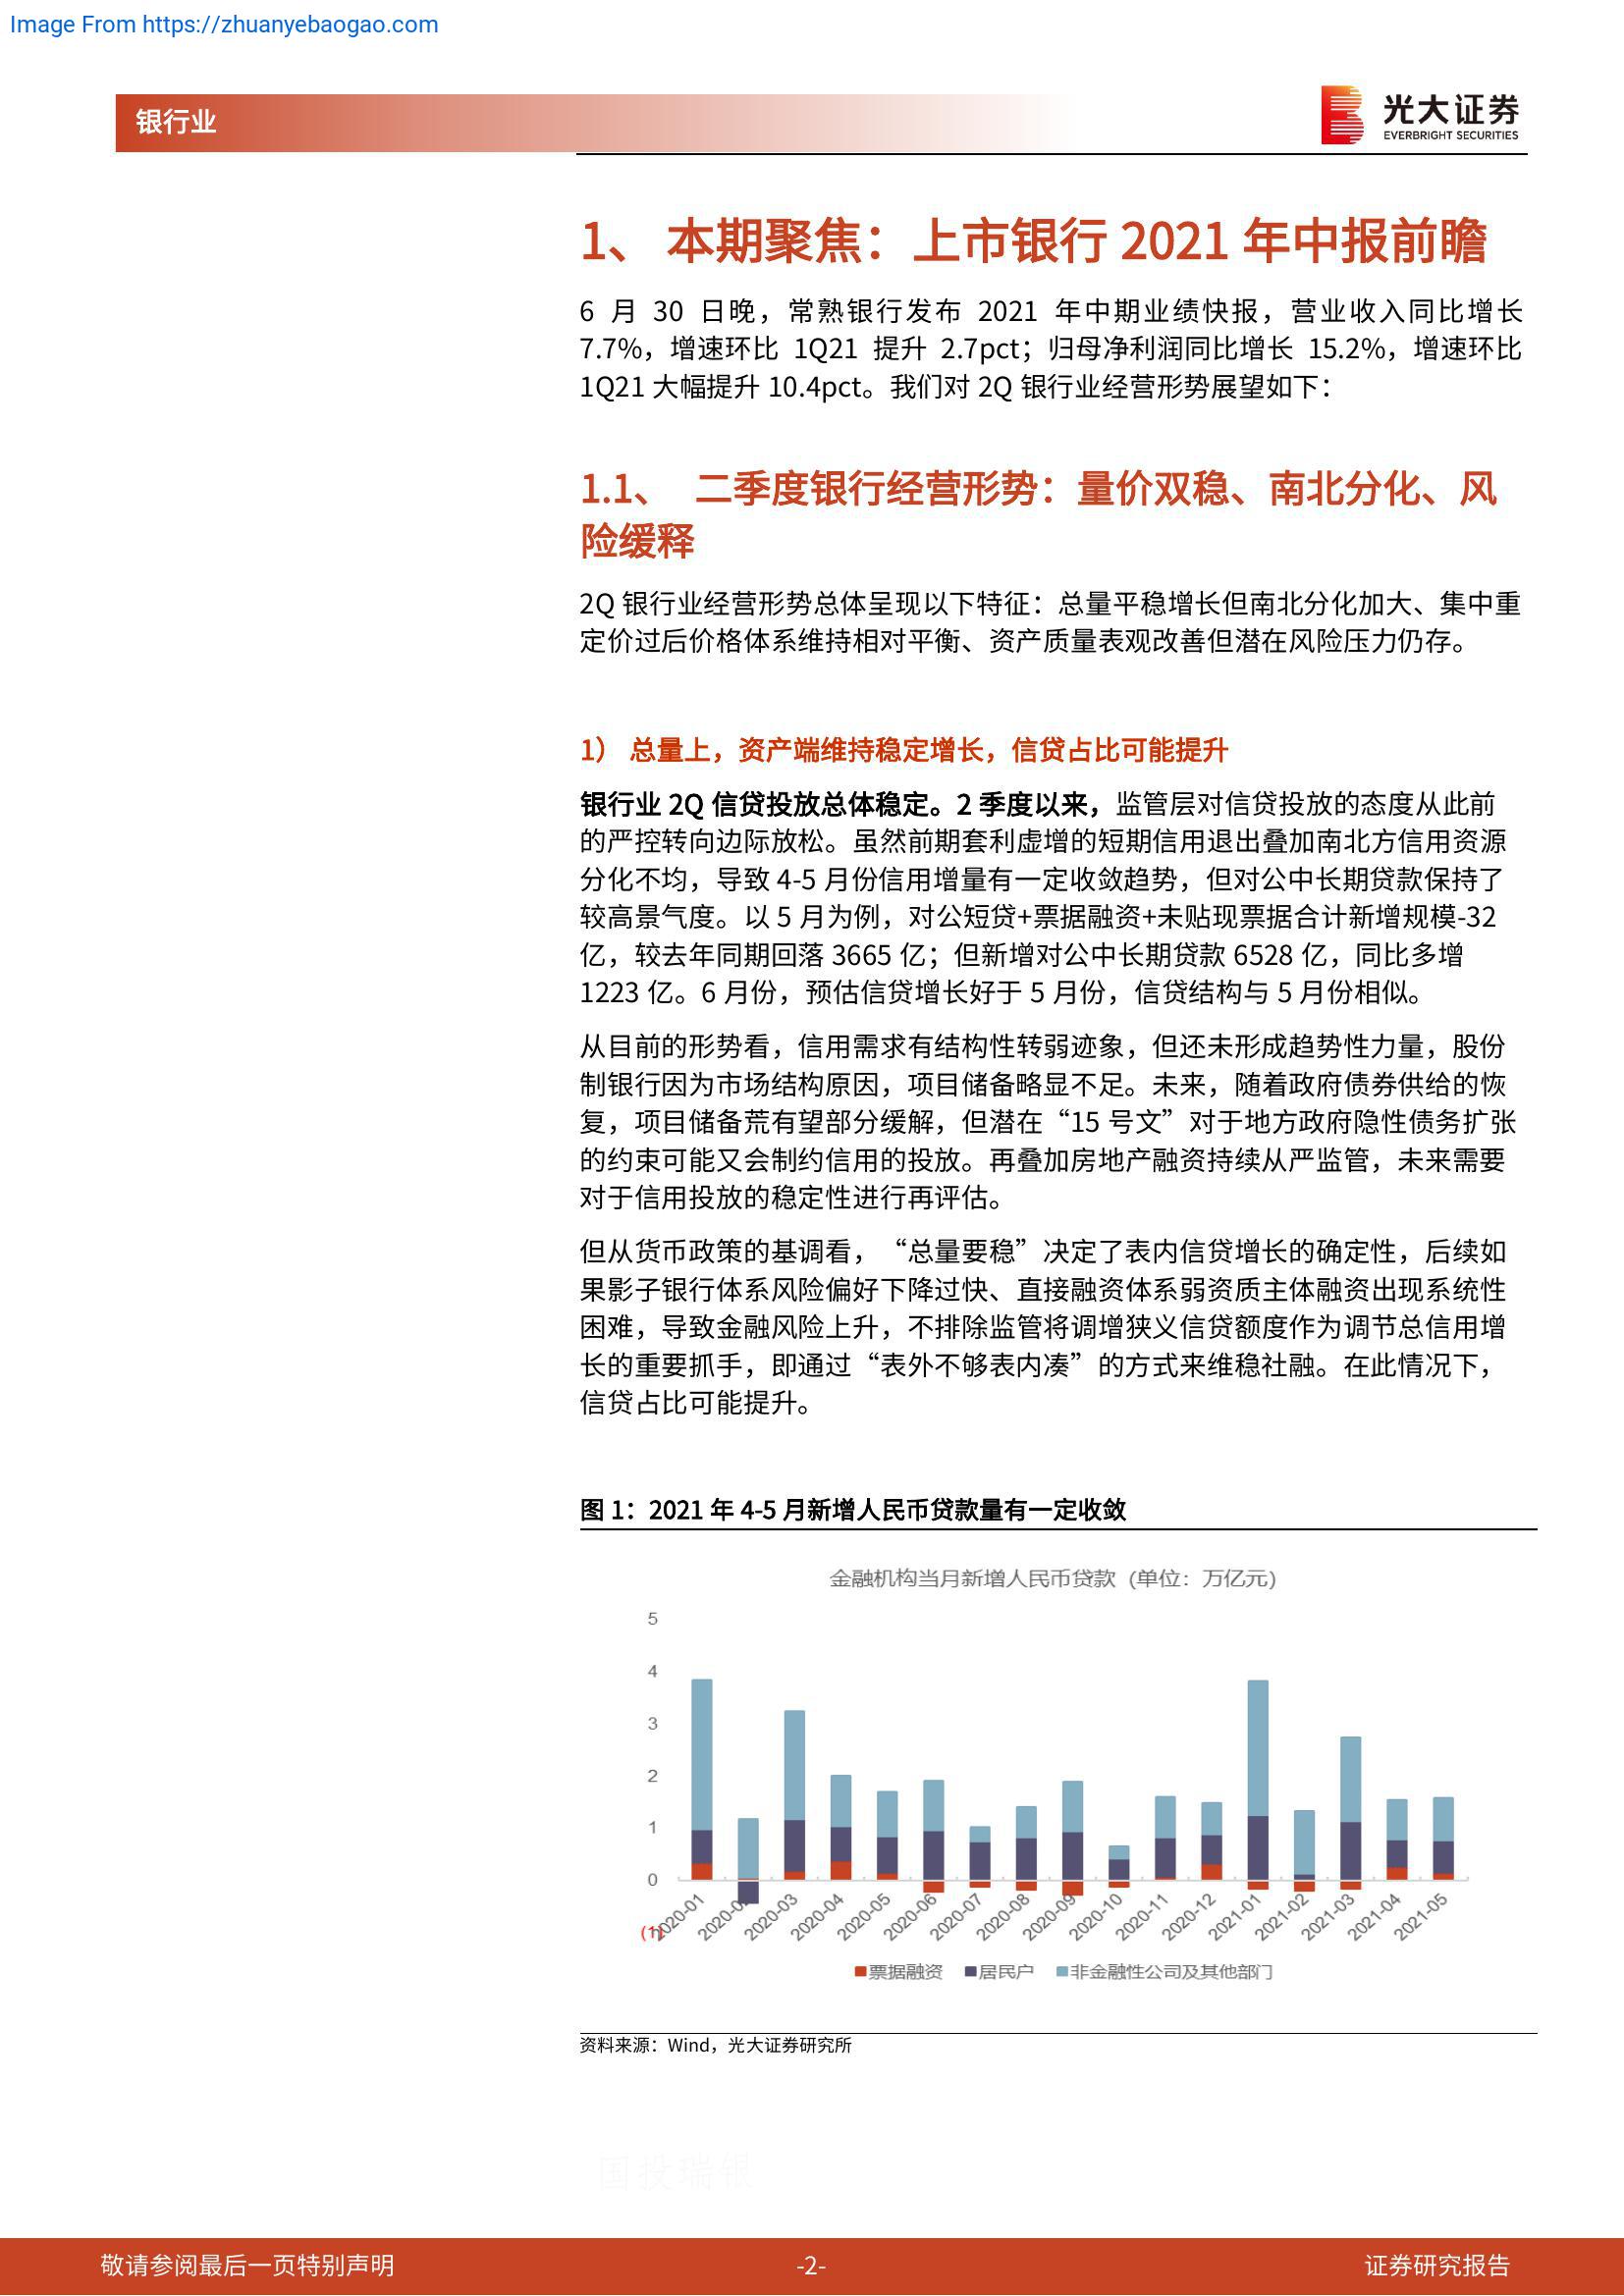 Image From https://zhuanyebaogao.com
银行业
光大证券
EVERBRIGHT SECURITIES
1、 本期聚焦：上市银行 2021 年中报前瞻
6 月 30 日晚，常熟银行发布 2021 年中期业绩快报，营业收入同比增长
7.7%，增速环比 1Q21 提升 2.7pct；归母净利润同比增长 15.2%，增速环比
1Q21 大幅提升 10.4pct。我们对 2Q 银行业经营形势展望如下：
1.1、 二季度银行经营形势：量价双稳、南北分化、风
险缓释
2Q 银行业经营形势总体呈现以下特征：总量平稳增长但南北分化加大、集中重
定价过后价格体系维持相对平衡、资产质量表观改善但潜在风险压力仍存。
1） 总量上，资产端维持稳定增长，信贷占比可能提升
银行业 2Q 信贷投放总体稳定。2 季度以来，监管层对信贷投放的态度从此前
的严控转向边际放松。虽然前期套利虚增的短期信用退出叠加南北方信用资源
分化不均，导致 4-5 月份信用增量有一定收敛趋势，但对公中长期贷款保持了
较高景气度。以 5 月为例，对公短贷+票据融资+未贴现票据合计新增规模-32
亿，较去年同期回落 3665 亿；但新增对公中长期贷款 6528 亿，同比多增
1223 亿。6 月份，预估信贷增长好于 5 月份，信贷结构与 5 月份相似。
从目前的形势看，信用需求有结构性转弱迹象，但还未形成趋势性力量，股份
制银行因为市场结构原因，项目储备略显不足。未来，随着政府债券供给的恢
复，项目储备荒有望部分缓解，但潜在“15 号文”对于地方政府隐性债务扩张
的约束可能又会制约信用的投放。再叠加房地产融资持续从严监管，未来需要
对于信用投放的稳定性进行再评估。
但从货币政策的基调看，“总量要稳”决定了表内信贷增长的确定性，后续如
果影子银行体系风险偏好下降过快、直接融资体系弱资质主体融资出现系统性
困难，导致金融风险上升，不排除监管将调增狭义信贷额度作为调节总信用增
长的重要抓手，即通过“表外不够表内凑”的方式来维稳社融。在此情况下，
信贷占比可能提升。
图 1：2021 年 4-5 月新增人民币贷款量有一定收敛
金融机构当月新增人民币贷款（单位：万亿元）
5
4
3
2
1
0
(1)
2020-01 2020-02 2020-03 2020-04 2020-05 2020-06 2020-07 2020-08 2020-09 2020-10 2020-11 2020-12 2021-01 2021-02 2021-03 2021-04 2021-05
票据融资 居民户 非金融性公司及其他部门
资料来源：Wind，光大证券研究所
国投瑞银
敬请参阅最后一页特别声明 -2- 证券研究报告